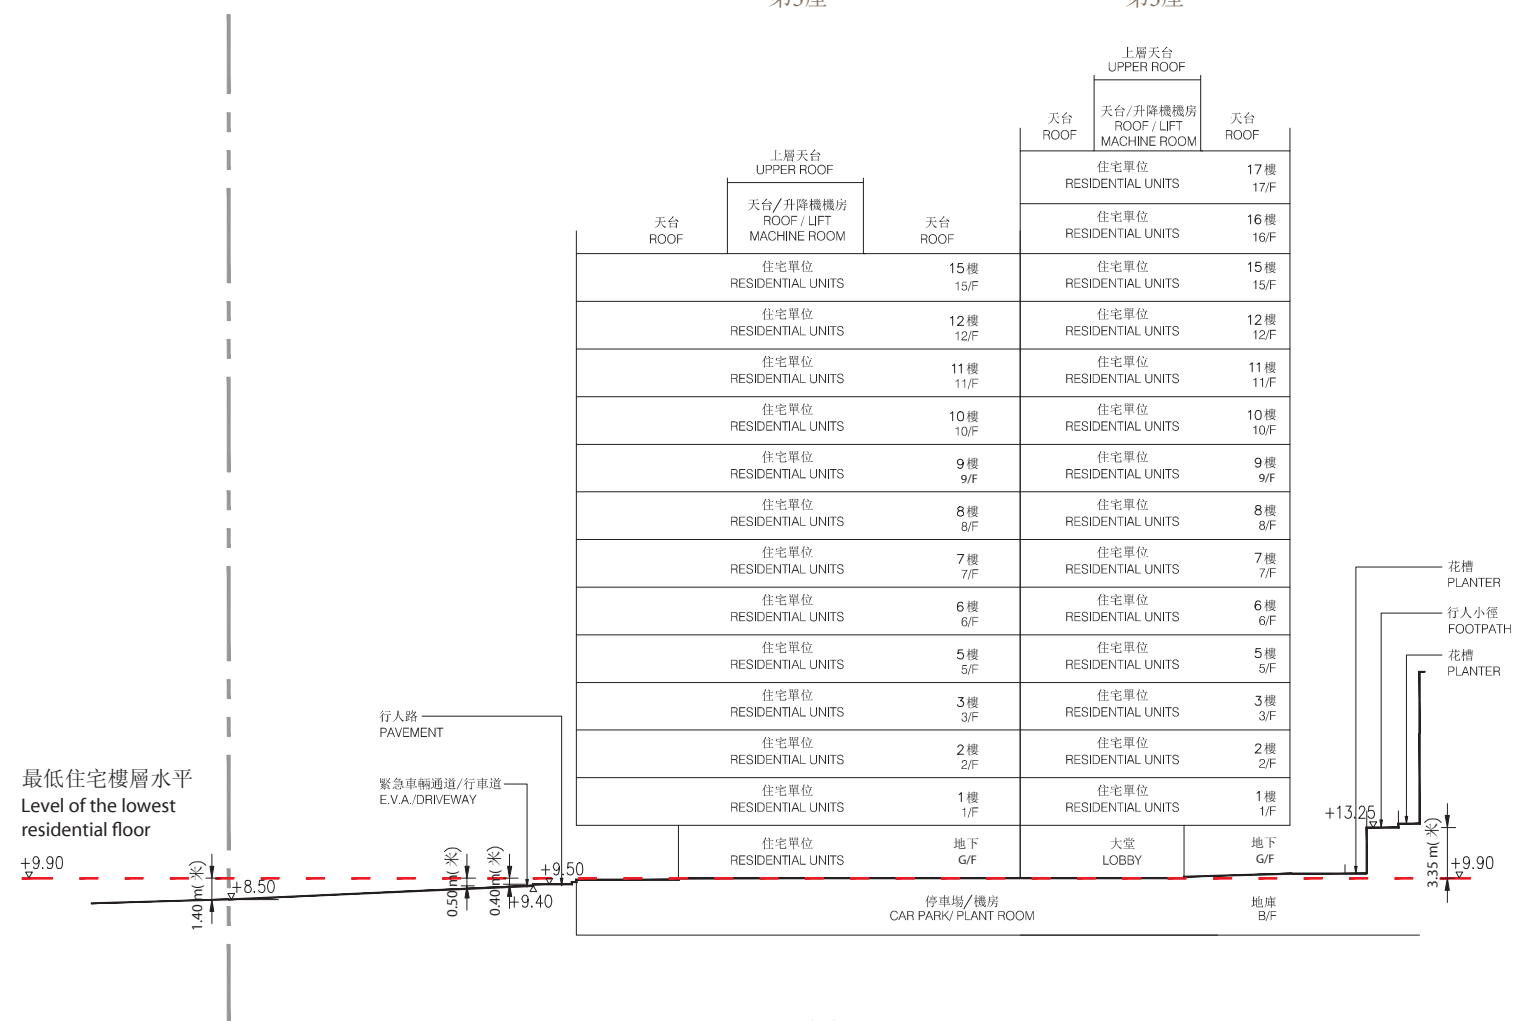 上層天台
UPPER ROOF
天台
ROOF
天台/升降機機房
ROOF / LIFT
MACHINE ROOM
天台
ROOF
上層天台
UPPER ROOF
天台
ROOF
天台/升降機機房
ROOF / LIFT
MACHINE ROOM
天台
ROOF
住宅單位
RESIDENTIAL UNITS
17樓
17/F
住宅單位
RESIDENTIAL UNITS
16樓
16/F
住宅單位
RESIDENTIAL UNITS
15樓
15/F
住宅單位
RESIDENTIAL UNITS
15樓
15/F
住宅單位
RESIDENTIAL UNITS
12樓
12/F
住宅單位
RESIDENTIAL UNITS
12樓
12/F
住宅單位
RESIDENTIAL UNITS
11樓
11/F
住宅單位
RESIDENTIAL UNITS
11樓
11/F
住宅單位
RESIDENTIAL UNITS
10樓
10/F
住宅單位
RESIDENTIAL UNITS
10樓
10/F
住宅單位
RESIDENTIAL UNITS
9樓
9/F
住宅單位
RESIDENTIAL UNITS
9樓
9/F
住宅單位
RESIDENTIAL UNITS
8樓
8/F
住宅單位
RESIDENTIAL UNITS
8樓
8/F
住宅單位
RESIDENTIAL UNITS
7樓
7/F
住宅單位
RESIDENTIAL UNITS
7樓
7/F
住宅單位
RESIDENTIAL UNITS
6樓
6/F
住宅單位
RESIDENTIAL UNITS
6樓
6/F
住宅單位
RESIDENTIAL UNITS
5樓
5/F
住宅單位
RESIDENTIAL UNITS
5樓
5/F
住宅單位
RESIDENTIAL UNITS
3樓
3/F
住宅單位
RESIDENTIAL UNITS
3樓
3/F
住宅單位
RESIDENTIAL UNITS
2樓
2/F
住宅單位
RESIDENTIAL UNITS
2樓
2/F
住宅單位
RESIDENTIAL UNITS
1樓
1/F
住宅單位
RESIDENTIAL UNITS
1樓
1/F
住宅單位
RESIDENTIAL UNITS
地下
G/F
大堂
LOBBY
地下
G/F
停車場/機房
CAR PARK/ PLANT ROOM
地庫
B/F
花槽
PLANTER
行人小徑
FOOTPATH
花槽
PLANTER
行人路
PAVEMENT
緊急車輛通道/行車道
E.V.A./DRIVEWAY
最低住宅樓層水平
Level of the lowest
residential floor
+9.90
1.40 m(米)
+8.50
0.50 m(米)
0.40 m(米)
+9.50
+9.40
+13.25
3.35 m(米)
+9.90